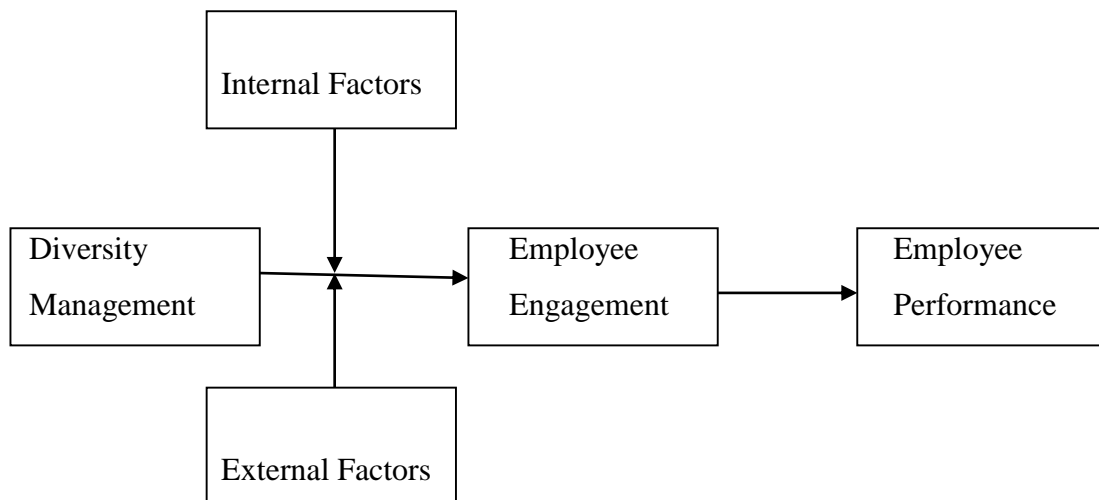 Internal Factors
Diversity
Management
Employee
Engagement
Employee
Performance
External Factors